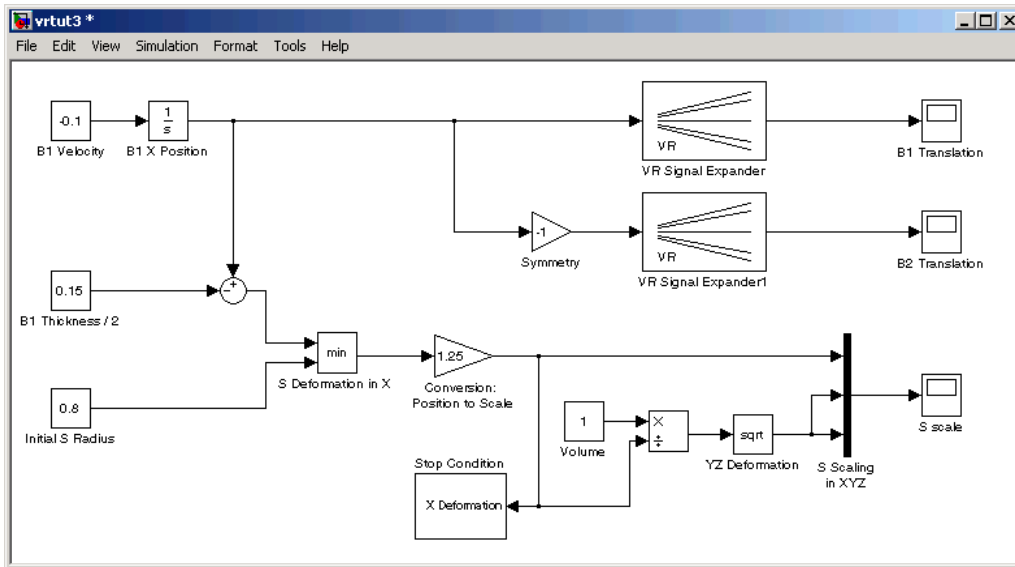 vrtut3 *
File Edit View Simulation Format Tools Help
-0.1
B1 Velocity
1
s
B1 X Position
VR
VR Signal Expander
B1 Translation
-1
Symmetry
VR
VR Signal Expander1
B2 Translation
0.15
B1 Thickness / 2
− +
min
S Deformation in X
1.25
Conversion:
Position to Scale
0.8
Initial S Radius
1
Volume
×
÷
sqrt
YZ Deformation
S Scaling
in XYZ
S scale
Stop Condition
X Deformation